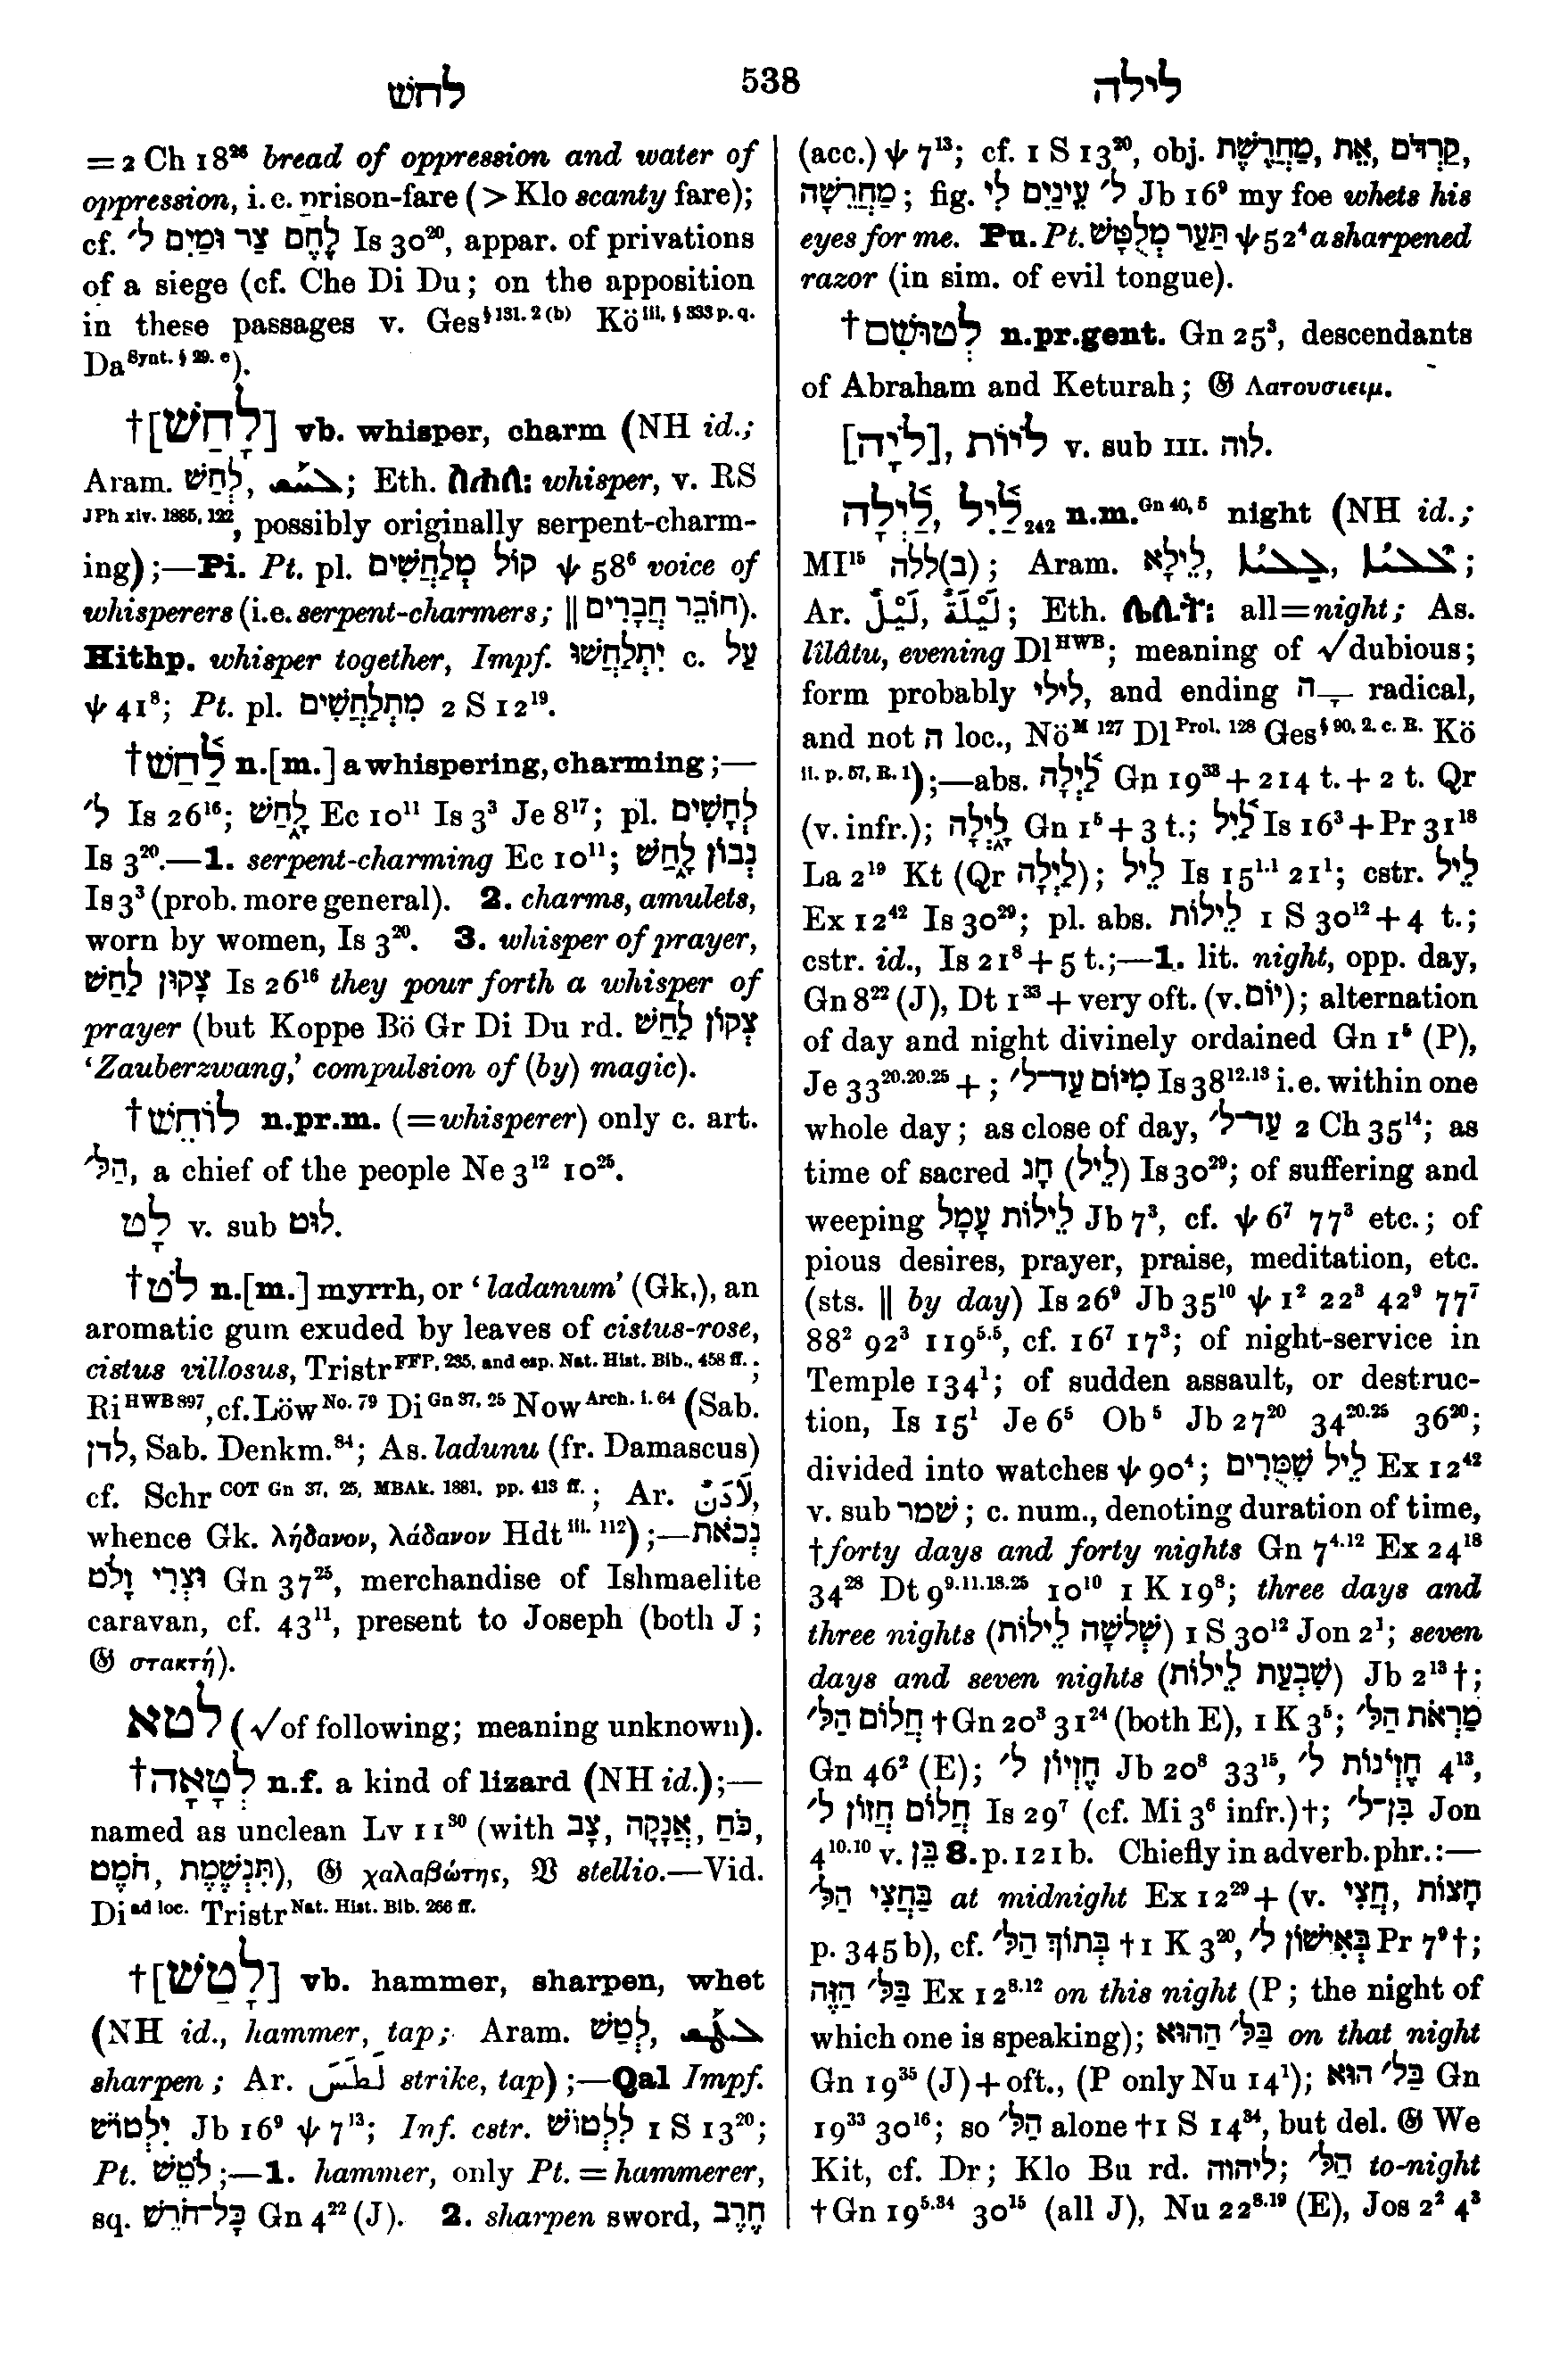 לחשׁ 538 לילה
= 2 Ch 18²⁶ bread of oppression and water of
oppression, i.e. prison-fare (> Klo scanty fare);
cf. לֶחֶם צַר וּמַיִם ל׳ Is 30²⁰, appar. of privations
of a siege (cf. Che Di Du; on the apposition
in these passages v. Ges§131. 2 (b) Kö iii. § 333 p. q.
Da Synt. § 29. e).
†[לָחַשׁ] vb. whisper, charm (NH id.;
Aram. לְחַשׁ, ; Eth. whisper, v. RS
JPh xiv. 1885, 122, possibly originally serpent-charm-
ing);—Pi. Pt. pl. קוֹל מְלַחֲשִׁים ψ 58⁶ voice of
whisperers (i.e. serpent-charmers; || חוֹבֵר חֲבָרִים).
Hithp. whisper together, Impf. יִתְלַחֲשׁוּ c. עַל
ψ 41⁸; Pt. pl. מִתְלַחֲשִׁים 2 S 12¹⁹.
†לַ֫חַשׁ n.[m.] a whispering, charming;—
ל׳ Is 26¹⁶; לָ֑חַשׁ Ec 10¹¹ Is 3³ Je 8¹⁷; pl. לְחָשִׁים
Is 3²⁰.—1. serpent-charming Ec 10¹¹; נְבוֹן לָ֑חַשׁ
Is 3³ (prob. more general). 2. charms, amulets,
worn by women, Is 3²⁰. 3. whisper of prayer,
צָקוּן לַחַשׁ Is 26¹⁶ they pour forth a whisper of
prayer (but Koppe Bö Gr Di Du rd. צְקוֹן לַחַשׁ
‘Zauberzwang,’ compulsion of (by) magic).
†לוֹחֵשׁ n.pr.m. (=whisperer) only c. art.
הַלּ׳, a chief of the people Ne 3¹² 10²⁵.
לָט v. sub לוּט.
†לֹט n.[m.] myrrh, or ‘ladanum’ (Gk.), an
aromatic gum exuded by leaves of cistus-rose,
cistus villosus, Tristr FFP, 235, and esp. Nat. Hist. Bib., 458 ff.;
Ri HWB 897, cf. Löw No. 79 Di Gn 37, 25 Now Arch. i. 64 (Sab.
לדן, Sab. Denkm.⁸⁴; As. ladunu (fr. Damascus)
cf. Schr COT Gn 37, 25, MBAk. 1881, pp. 413 ff.; Ar. لَاذَنٌ,
whence Gk. λήδανον, λάδανον Hdt iii. 112);—נְכֹאת
וּצְרִי וָלֹט Gn 37²⁵, merchandise of Ishmaelite
caravan, cf. 43¹¹, present to Joseph (both J;
𝔊 στακτή).
לטא (√of following; meaning unknown).
†לְטָאָה n.f. a kind of lizard (NH id.);—
named as unclean Lv 11³⁰ (with צָב, אֲנָקָה, כֹּחַ,
חֹמֶט, תִּנְשֶׁמֶת), 𝔊 χαλαβώτης, 𝔙 stellio.—Vid.
Di ad loc. Tristr Nat. Hist. Bib. 266 ff.
†[לָטַשׁ] vb. hammer, sharpen, whet
(NH id., hammer, tap; Aram. לְטַשׁ,
sharpen; Ar. لَطَسَ strike, tap);—Qal Impf.
יִלְטוֹשׁ Jb 16⁹ ψ 7¹³; Inf. cstr. לִלְטוֹשׁ 1 S 13²⁰;
Pt. לֹטֵשׁ;—1. hammer, only Pt. = hammerer,
sq. כָּל־חֹרֵשׁ Gn 4²² (J). 2. sharpen sword, חֶרֶב
(acc.) ψ 7¹³; cf. 1 S 13²⁰, obj. קַרְדֹּם, אֵת, מַחֲרֶשֶׁת,
מַחֲרֵשָׁה; fig. ל׳ עֵינַיִם לִי Jb 16⁹ my foe whets his
eyes for me. Pu. Pt. תַּעַר מְלֻטָּשׁ ψ 52⁴ a sharpened
razor (in sim. of evil tongue).
†לְטוּשִׁם n.pr.gent. Gn 25³, descendants
of Abraham and Keturah; 𝔊 Λατουσιειμ.
[לֹיָה], לֹיוֹת v. sub III. לוה.
לַ֫יְלָה, לַ֫יִל ₂₄₂ n.m. Gn 40, 5 night (NH id.;
MI¹⁵ (ב)ללה; Aram. לֵילְיָא, , ;
Ar. لَيْلٌ, لَيْلَةٌ; Eth. ሌሊት፡ all=night; As.
lîlâtu, evening Dl HWB; meaning of √dubious;
form probably לילי, and ending ־ָה radical,
and not ה loc., Nö M 127 Dl Prol. 128 Ges § 90. 2. c. R. Kö
ii. p. 57, R. 1);—abs. לַ֫יְלָה Gn 19³³ + 214 t. + 2 t. Qr
(v. infr.); לָ֑יְלָה Gn 1⁵ + 3 t.; לַ֫יִל Is 16³ + Pr 31¹⁸
La 2¹⁹ Kt (Qr לַיְלָה); לֵיל Is 15¹·¹ 21¹; cstr. לֵיל
Ex 12⁴² Is 30²⁹; pl. abs. לֵילוֹת 1 S 30¹² + 4 t.;
cstr. id., Is 21⁸ + 5 t.;—1. lit. night, opp. day,
Gn 8²² (J), Dt 1³³ + very oft. (v. יוֹם); alternation
of day and night divinely ordained Gn 1⁵ (P),
Je 33²⁰·²⁰·²⁵ +; מִיּוֹם עַד־ל׳ Is 38¹²·¹³ i.e. within one
whole day; as close of day, עַד־ל׳ 2 Ch 35¹⁴; as
time of sacred חָג (לֵיל) Is 30²⁹; of suffering and
weeping לֵילוֹת עָמָל Jb 7³, cf. ψ 6⁷ 77³ etc.; of
pious desires, prayer, praise, meditation, etc.
(sts. || by day) Is 26⁹ Jb 35¹⁰ ψ 1² 22³ 42⁹ 77⁷
88² 92³ 119⁵·⁵, cf. 16⁷ 17³; of night-service in
Temple 134¹; of sudden assault, or destruc-
tion, Is 15¹ Je 6⁵ Ob⁵ Jb 27²⁰ 34²⁰·²⁵ 36²⁰;
divided into watches ψ 90⁴; לֵיל שִׁמֻּרִים Ex 12⁴²
v. sub שׁמר; c. num., denoting duration of time,
†forty days and forty nights Gn 7⁴·¹² Ex 24¹⁸
34²⁸ Dt 9⁹·¹¹·¹⁸·²⁵ 10¹⁰ 1 K 19⁸; three days and
three nights (שְׁלשָׁה לֵילוֹת) 1 S 30¹² Jon 2¹; seven
days and seven nights (שִׁבְעַת לֵילוֹת) Jb 2¹³†;
חֲלוֹם הַלּ׳ †Gn 20³ 31²⁴ (both E), 1 K 3⁵; מַרְאֹת הַלּ׳
Gn 46² (E); חֶזְיוֹן ל׳ Jb 20⁸ 33¹⁵, חֶזְיֹנוֹת ל׳ 4¹³,
חֲלוֹם חֲזוֹן ל׳ Is 29⁷ (cf. Mi 3⁶ infr.)†; בִּן־ל׳ Jon
4¹⁰·¹⁰ v. בֵּן 8. p. 121 b. Chiefly in adverb. phr.:—
בַּחֲצִי הַלּ׳ at midnight Ex 12²⁹ + (v. חֲצִי, חָצוֹת
p. 345 b), cf. בְּתוֹךְ הַלּ׳ †1 K 3²⁰, בְּאִישׁוֹן ל׳ Pr 7⁹†;
בַּלּ׳ הַזֶּה Ex 12⁸·¹² on this night (P; the night of
which one is speaking); בַּלּ׳ הַהוּא on that night
Gn 19³⁵ (J) + oft., (P only Nu 14¹); בַּלּ׳ הוּא Gn
19³³ 30¹⁶; so הַלּ׳ alone †1 S 14³⁴, but del. 𝔊 We
Kit, cf. Dr; Klo Bu rd. ליהוה; הַלּ׳ to-night
†Gn 19⁵·³⁴ 30¹⁵ (all J), Nu 22⁸·¹⁹ (E), Jos 2² 4³